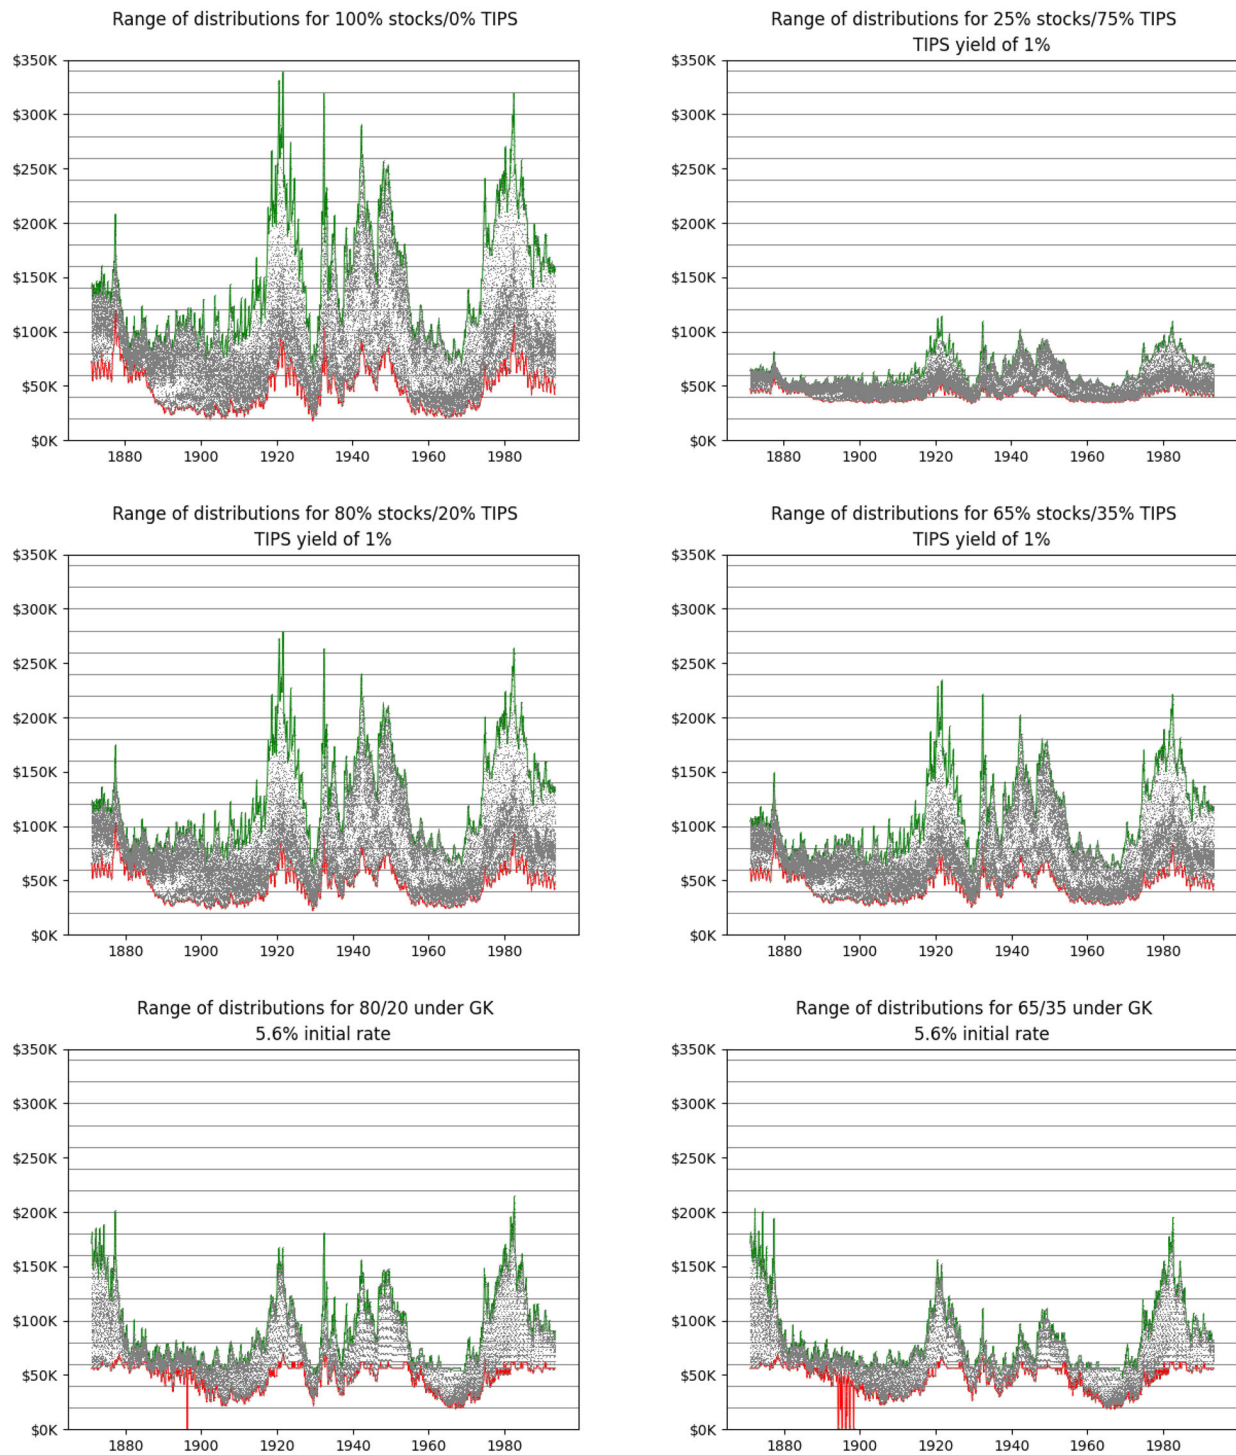 Range of distributions for 100% stocks/0% TIPS
$350K
$300K
$250K
$200K
$150K
$100K
$50K
$0K
1880 1900 1920 1940 1960 1980
Range of distributions for 25% stocks/75% TIPS
TIPS yield of 1%
$350K
$300K
$250K
$200K
$150K
$100K
$50K
$0K
1880 1900 1920 1940 1960 1980
Range of distributions for 80% stocks/20% TIPS
TIPS yield of 1%
$350K
$300K
$250K
$200K
$150K
$100K
$50K
$0K
1880 1900 1920 1940 1960 1980
Range of distributions for 65% stocks/35% TIPS
TIPS yield of 1%
$350K
$300K
$250K
$200K
$150K
$100K
$50K
$0K
1880 1900 1920 1940 1960 1980
Range of distributions for 80/20 under GK
5.6% initial rate
$350K
$300K
$250K
$200K
$150K
$100K
$50K
$0K
1880 1900 1920 1940 1960 1980
Range of distributions for 65/35 under GK
5.6% initial rate
$350K
$300K
$250K
$200K
$150K
$100K
$50K
$0K
1880 1900 1920 1940 1960 1980